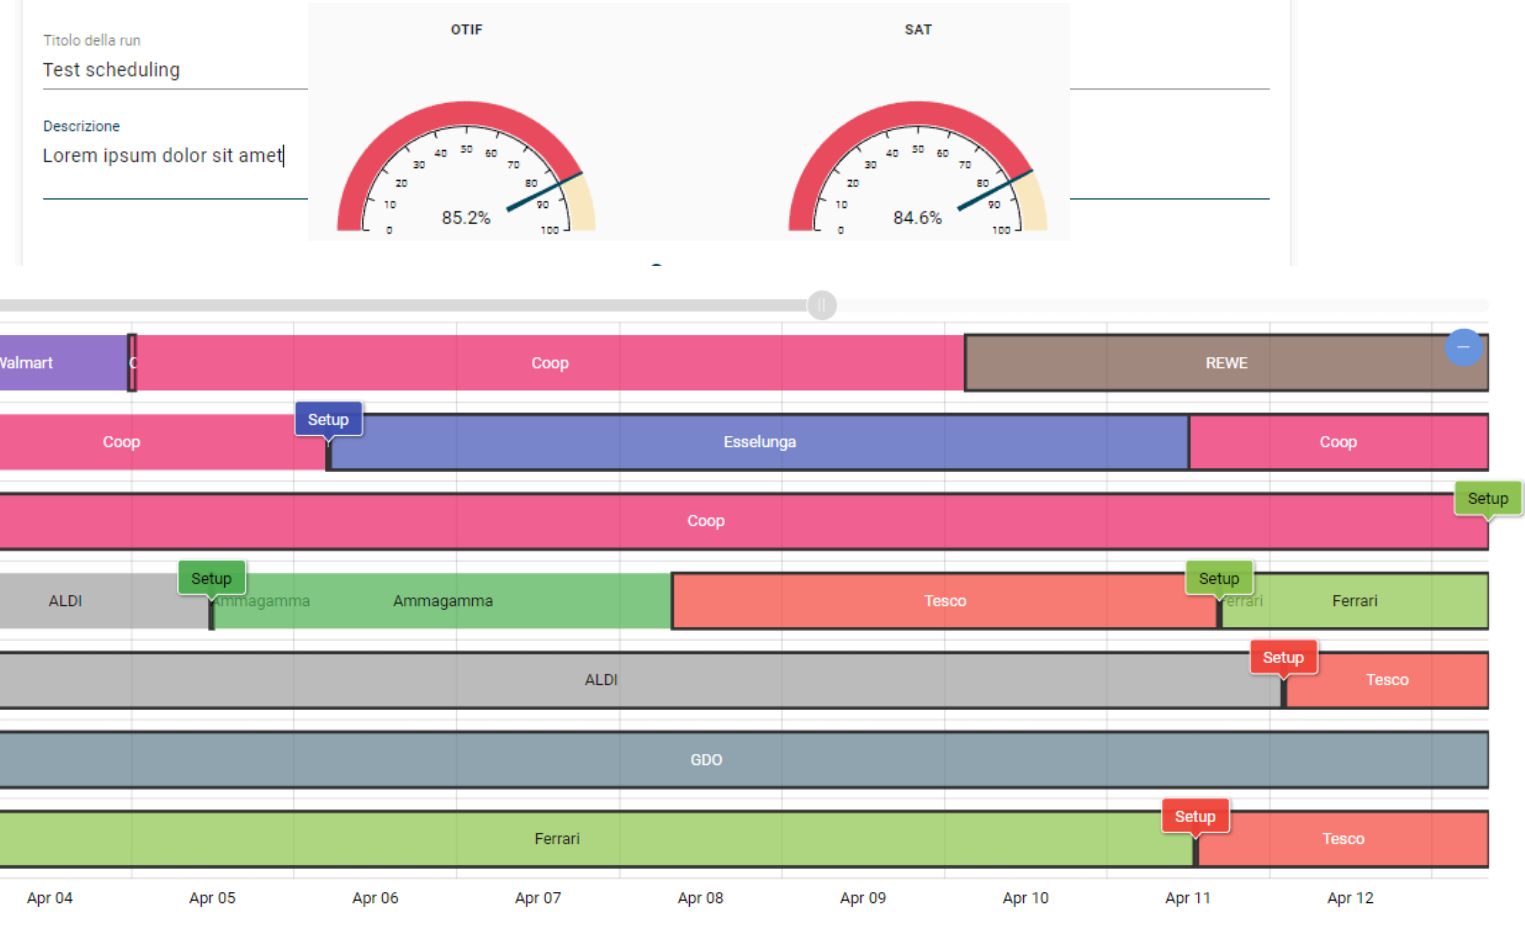 OTIF
SAT
Titolo della run
Test scheduling
Descrizione
Lorem ipsum dolor sit amet
0 10 20 30 40 50 60 70 80 90 100
85.2%
0 10 20 30 40 50 60 70 80 90 100
84.6%
Walmart C Coop REWE
Coop Setup Esselunga Coop
Coop Setup
ALDI Setup Ammagamma Ammagamma Tesco Setup Ferrari Ferrari
ALDI Setup Tesco
GDO
Ferrari Setup Tesco
Apr 04 Apr 05 Apr 06 Apr 07 Apr 08 Apr 09 Apr 10 Apr 11 Apr 12